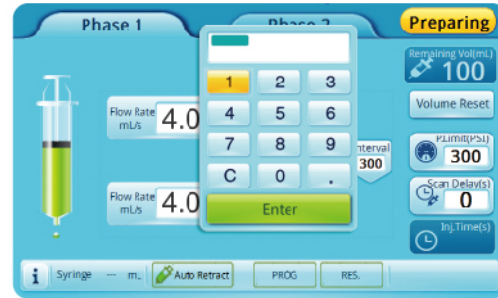 Phase 1
Phase 2
Preparing
Remaining Vol(mL)
100
Volume Reset
1 2 3
4 5 6
7 8 9
C 0 .
Enter
Flow Rate
mL/s
4.0
Flow Rate
mL/s
4.0
nterval
300
P.Limit(PSI)
300
Scan Delay(s)
0
Inj.Time(s)
i Syringe -- m. Auto Retract PROG RES.